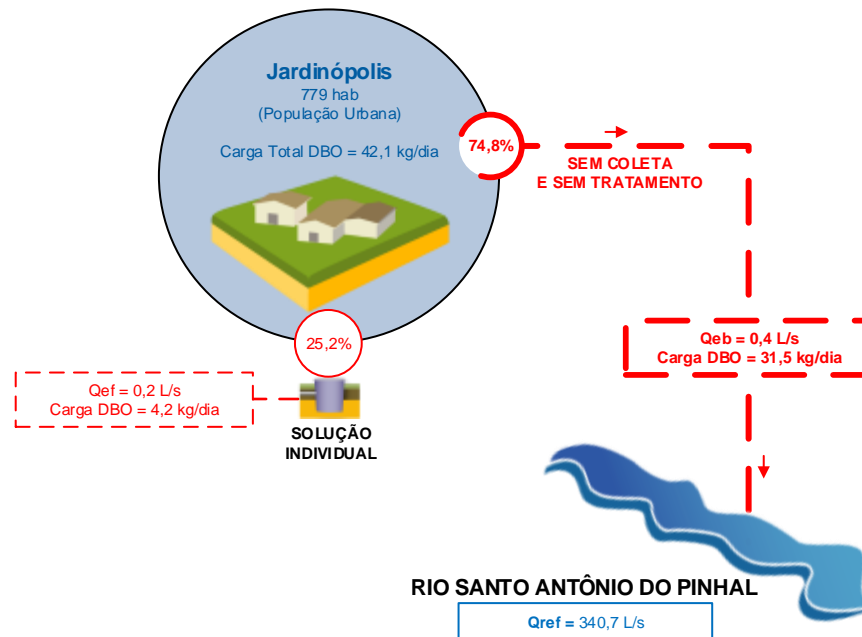 Jardinópolis
779 hab
(População Urbana)
Carga Total DBO = 42,1 kg/dia
74,8%
SEM COLETA
E SEM TRATAMENTO
Qeb = 0,4 L/s
Carga DBO = 31,5 kg/dia
25,2%
Qef = 0,2 L/s
Carga DBO = 4,2 kg/dia
SOLUÇÃO
INDIVIDUAL
RIO SANTO ANTÔNIO DO PINHAL
Qref = 340,7 L/s